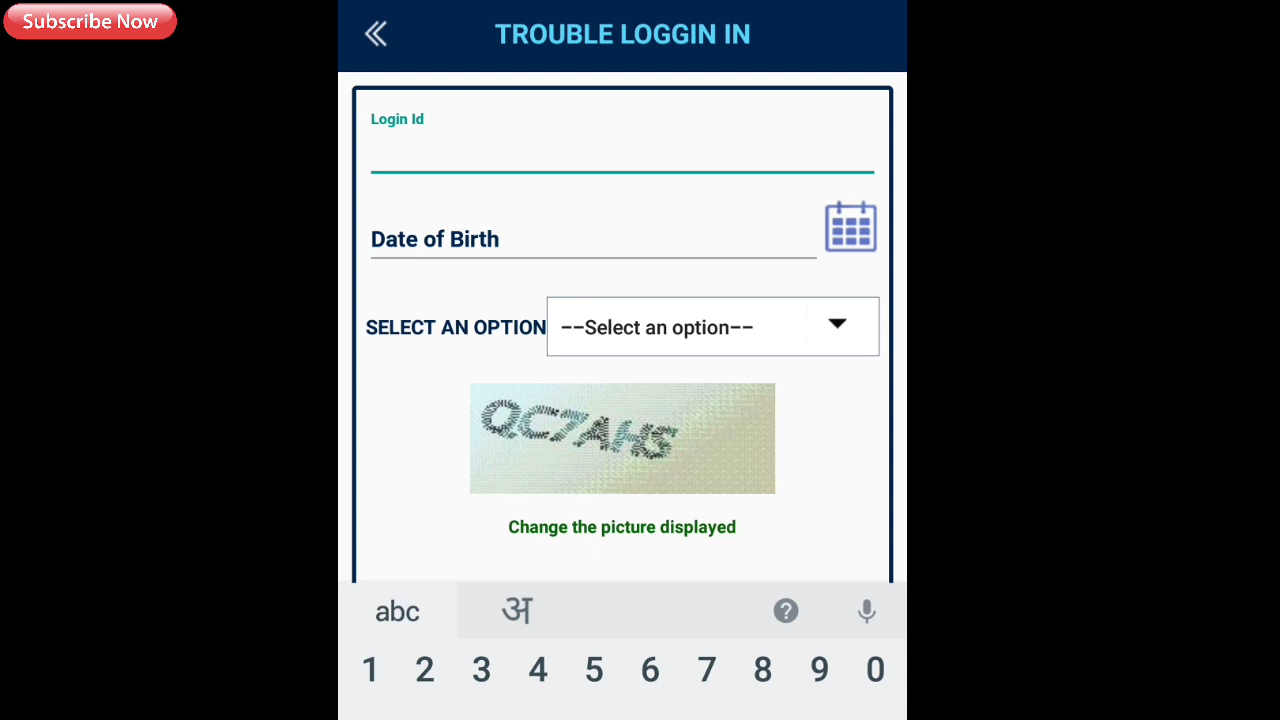 Subscribe Now
TROUBLE LOGGIN IN
Login Id
Date of Birth
SELECT AN OPTION
--Select an option--
QC7AHS
Change the picture displayed
abc अ ?
1 2 3 4 5 6 7 8 9 0